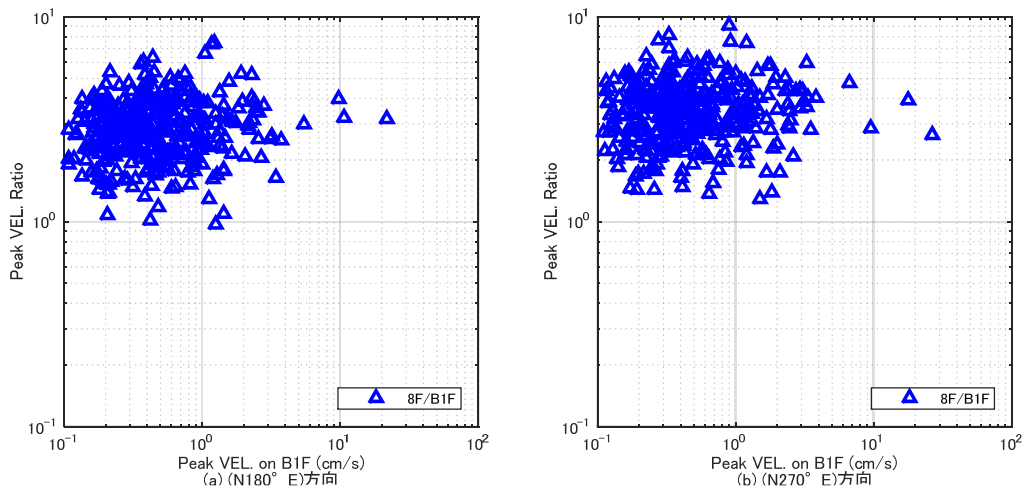 10¹
10⁰
10⁻¹
Peak VEL. Ratio
8F/B1F
10⁻¹ 10⁰ 10¹ 10²
Peak VEL. on B1F (cm/s)
(a) (N180° E)方向
10¹
10⁰
10⁻¹
Peak VEL. Ratio
8F/B1F
10⁻¹ 10⁰ 10¹ 10²
Peak VEL. on B1F (cm/s)
(b) (N270° E)方向